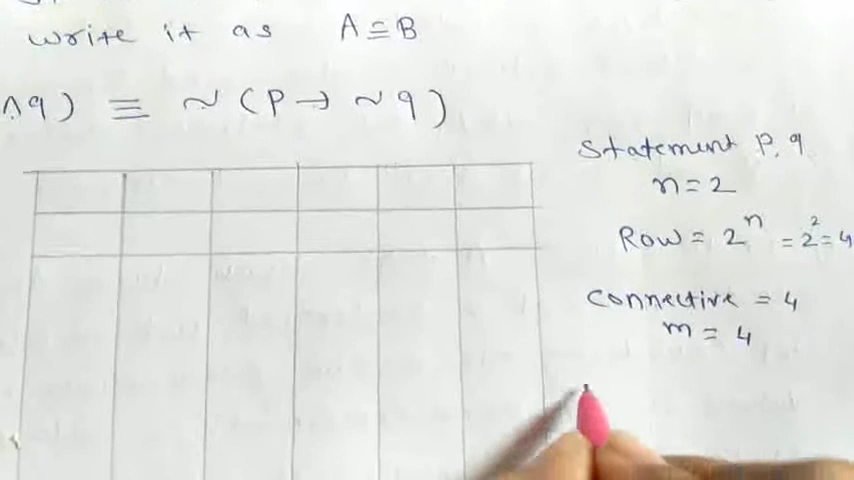 write it as A ≅ B
∧q) ≡ ~(P → ~q)
Statement P, q
n = 2
Row = 2ⁿ = 2² = 4
Connective = 4
m = 4